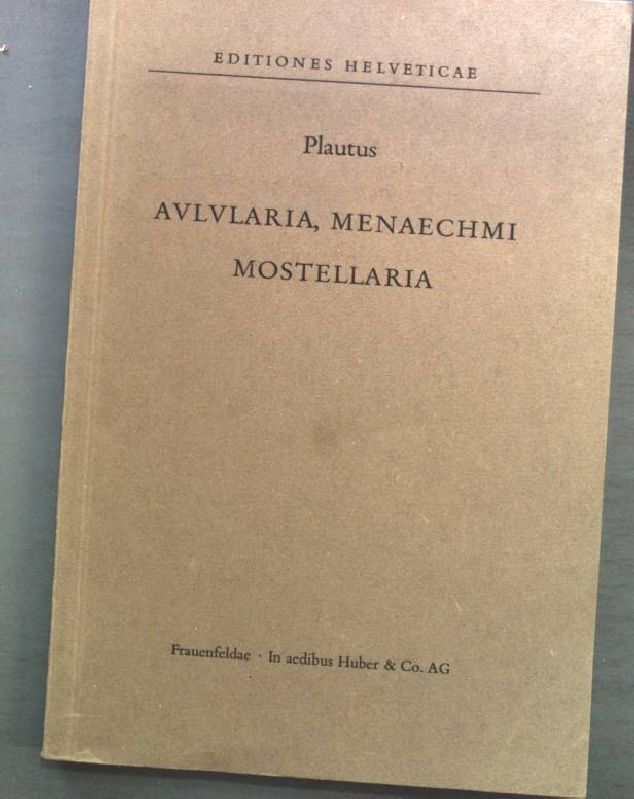 EDITIONES HELVETICAE
Plautus
AVLVLARIA, MENAECHMI
MOSTELLARIA
Frauenfeldae · In aedibus Huber & Co. AG